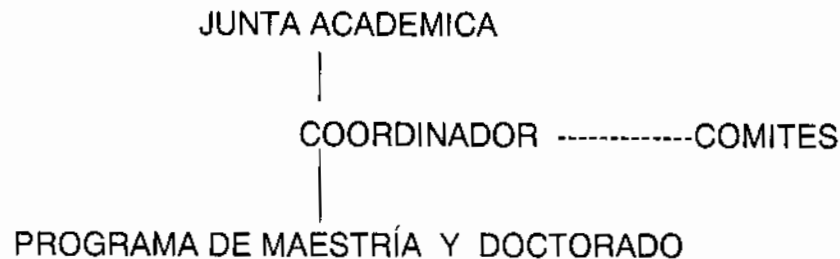 JUNTA ACADEMICA
COORDINADOR ------------COMITES
PROGRAMA DE MAESTRÍA Y DOCTORADO